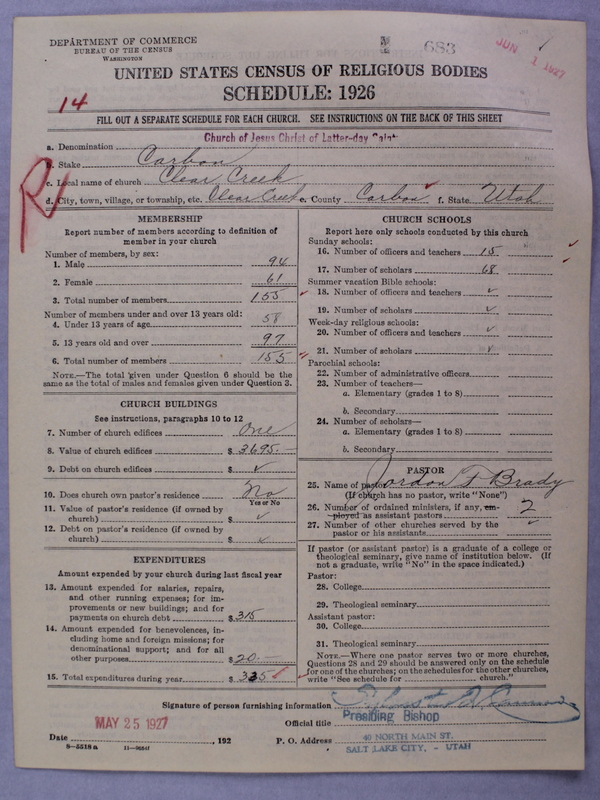 DEPARTMENT OF COMMERCE
BUREAU OF THE CENSUS
WASHINGTON
683
JUN 1 1927
UNITED STATES CENSUS OF RELIGIOUS BODIES
SCHEDULE: 1926
14
FILL OUT A SEPARATE SCHEDULE FOR EACH CHURCH. SEE INSTRUCTIONS ON THE BACK OF THIS SHEET
a. Denomination Church of Jesus Christ of Latter-day Saint
b. Stake Carbon
R
c. Local name of church Clear Creek
d. City, town, village, or township, etc. Clear Creek e. County Carbon f. State Utah
MEMBERSHIP
Report number of members according to definition of
member in your church
Number of members, by sex:
1. Male 94
2. Female 61
3. Total number of members 155
Number of members under and over 13 years old:
4. Under 13 years of age 58
5. 13 years old and over 97
6. Total number of members 155
NOTE.—The total given under Question 6 should be the
same as the total of males and females given under Question 3.
CHURCH BUILDINGS
See instructions, paragraphs 10 to 12
7. Number of church edifices One
8. Value of church edifices $ 3695.—
9. Debt on church edifices $ ✓
10. Does church own pastor's residence No
Yes or No
11. Value of pastor's residence (if owned by
church) $ ✓
12. Debt on pastor's residence (if owned by
church) $ ✓
EXPENDITURES
Amount expended by your church during last fiscal year
13. Amount expended for salaries, repairs,
and other running expenses; for im-
provements or new buildings; and for
payments on church debt $ 315
14. Amount expended for benevolences, in-
cluding home and foreign missions; for
denominational support; and for all
other purposes $ 20.—
15. Total expenditures during year $ 335
CHURCH SCHOOLS
Report here only schools conducted by this church
Sunday schools:
16. Number of officers and teachers 15
17. Number of scholars 68
Summer vacation Bible schools:
18. Number of officers and teachers ✓
19. Number of scholars ✓
Week-day religious schools:
20. Number of officers and teachers ✓
21. Number of scholars ✓
Parochial schools:
22. Number of administrative officers
23. Number of teachers—
a. Elementary (grades 1 to 8)
b. Secondary
24. Number of scholars—
a. Elementary (grades 1 to 8)
b. Secondary
PASTOR
25. Name of pastor Jordon F Brady
(If church has no pastor, write "None")
26. Number of ordained ministers, if any, em-
ployed as assistant pastors 2
27. Number of other churches served by the
pastor or his assistants ✓
If pastor (or assistant pastor) is a graduate of a college or
theological seminary, give name of institution below. (If
not a graduate, write "No" in the space indicated.)
Pastor:
28. College
29. Theological seminary
Assistant pastor:
30. College
31. Theological seminary
NOTE.—Where one pastor serves two or more churches,
Questions 28 and 29 should be answered only on the schedule
for one of the churches; on the schedules for the other churches,
write "See schedule for church."
Signature of person furnishing information
Official title Presiding Bishop
MAY 25 1927
Date , 192 P. O. Address 40 NORTH MAIN ST.
SALT LAKE CITY, - UTAH
8-5518a